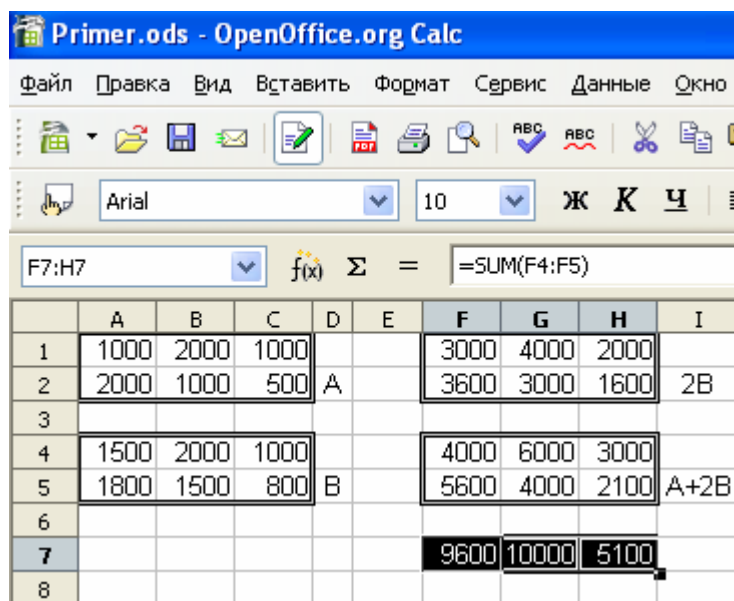 Primer.ods - OpenOffice.org Calc
Файл Правка Вид Вставить Формат Сервис Данные Окно
PDF ABC ABC
Arial 10 Ж К Ч
F7:H7 f(x) Σ = =SUM(F4:F5)
A B C D E F G H I
1 1000 2000 1000 3000 4000 2000
2 2000 1000 500 A 3600 3000 1600 2B
3
4 1500 2000 1000 4000 6000 3000
5 1800 1500 800 B 5600 4000 2100 A+2B
6
7 9600 10000 5100
8